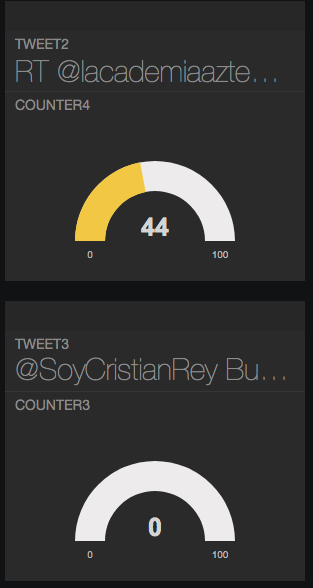 TWEET2
RT @lacademiaazte...
COUNTER4
44
0 100
TWEET3
@SoyCristianRey Bu...
COUNTER3
0
0 100